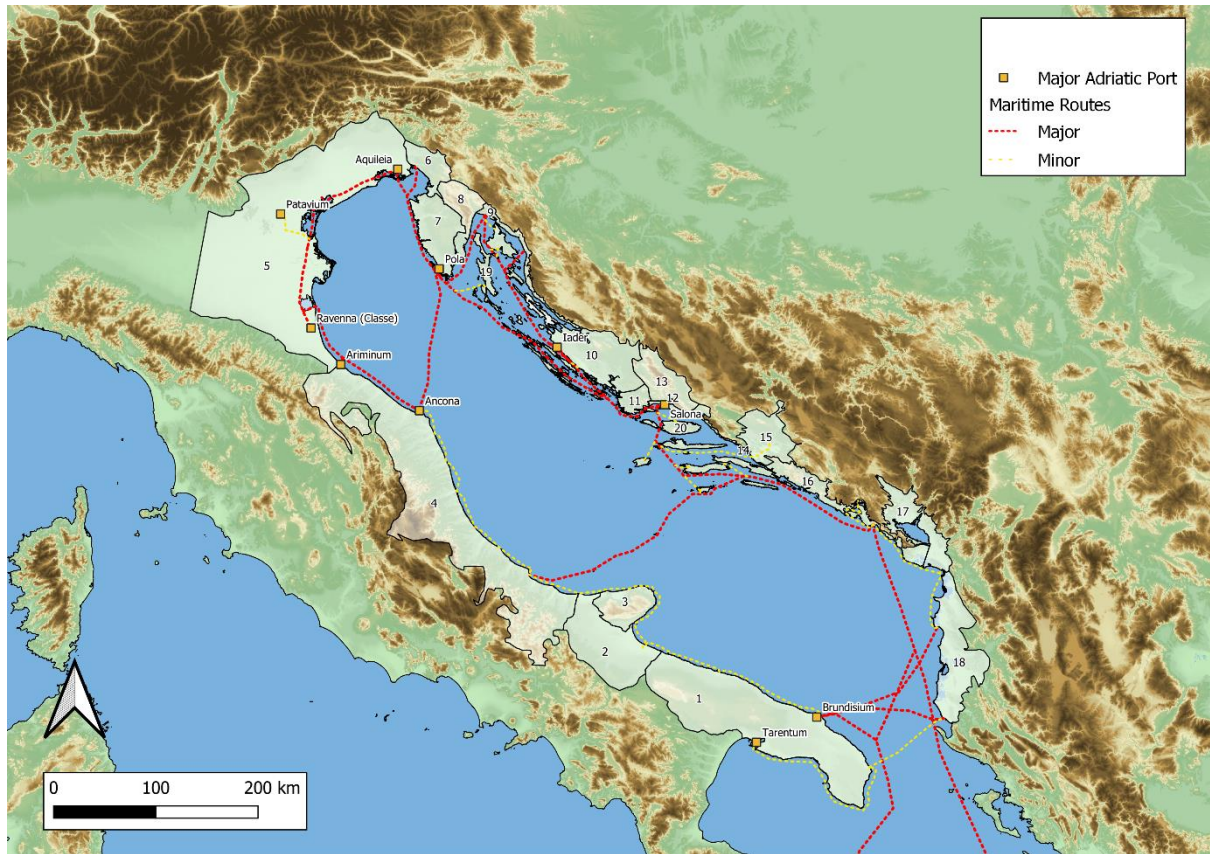 Major Adriatic Port
Maritime Routes
Major
Minor
Aquileia
6
Patavium
8
9
7
5
Pola
19
Ravenna (Classe)
Iader
10
Ariminum
13
Ancona
11
12
Salona
20
15
14
16
4
17
3
2
18
1
Brundisium
Tarentum
0 100 200 km